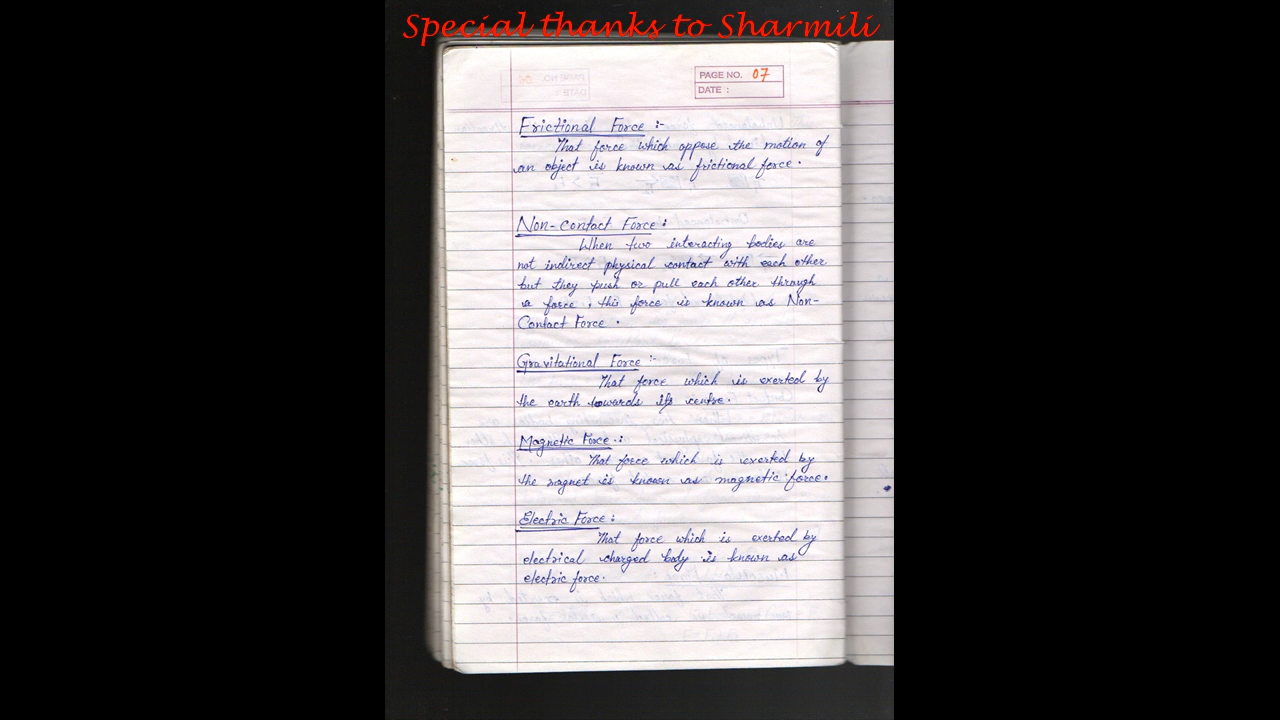 Special thanks to Sharmili
PAGE NO. 07
DATE :
Frictional Force :-
That force which oppose the motion of
an object is known as frictional force.
Non-contact Force :
When two interacting bodies are
not indirect physical contact with each other
but they push or pull each other through
a force, this force is known as Non-
Contact Force.
Gravitational Force :-
That force which is exerted by
the earth towards its centre.
Magnetic Force .:
That force which is exerted by
the magnet is known as magnetic force.
Electric Force :
That force which is exerted by
electrical charged body is known as
electric force.